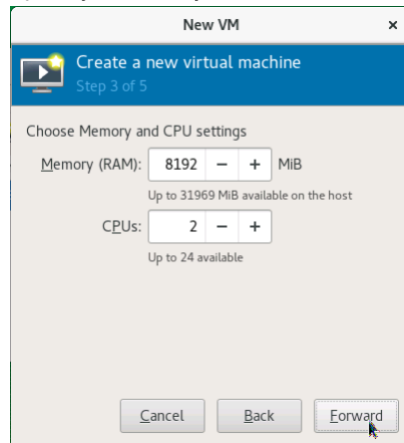 New VM ×
Create a new virtual machine
Step 3 of 5
Choose Memory and CPU settings
Memory (RAM): 8192 − + MiB
Up to 31969 MiB available on the host
CPUs: 2 − +
Up to 24 available
Cancel Back Forward